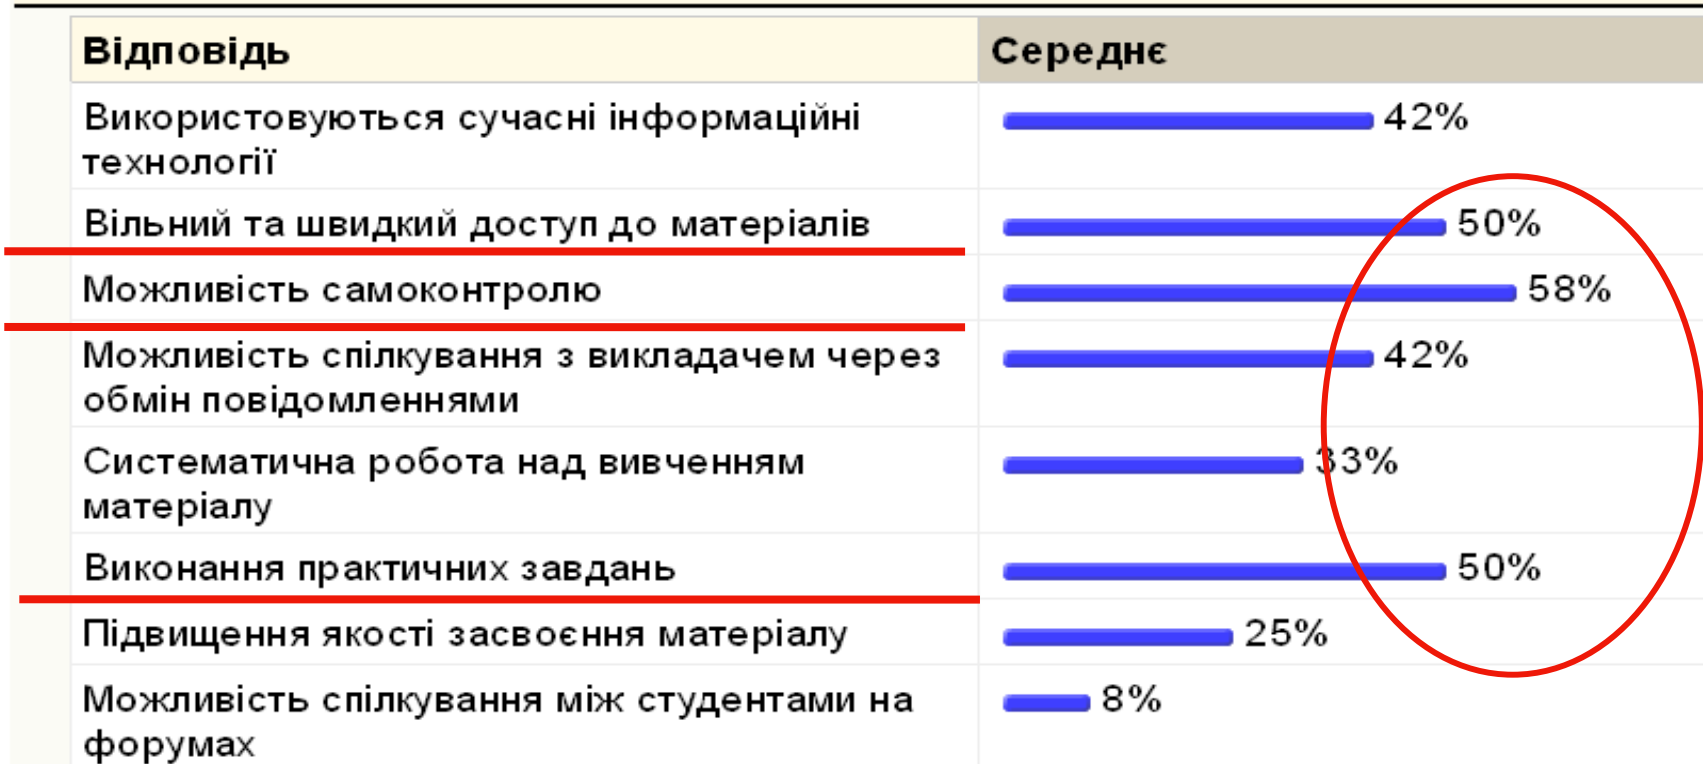 Відповідь Середнє
Використовуються сучасні інформаційні 42%
технології
Вільний та швидкий доступ до матеріалів 50%
Можливість самоконтролю 58%
Можливість спілкування з викладачем через 42%
обмін повідомленнями
Систематична робота над вивченням 33%
матеріалу
Виконання практичних завдань 50%
Підвищення якості засвоєння матеріалу 25%
Можливість спілкування між студентами на 8%
форумах